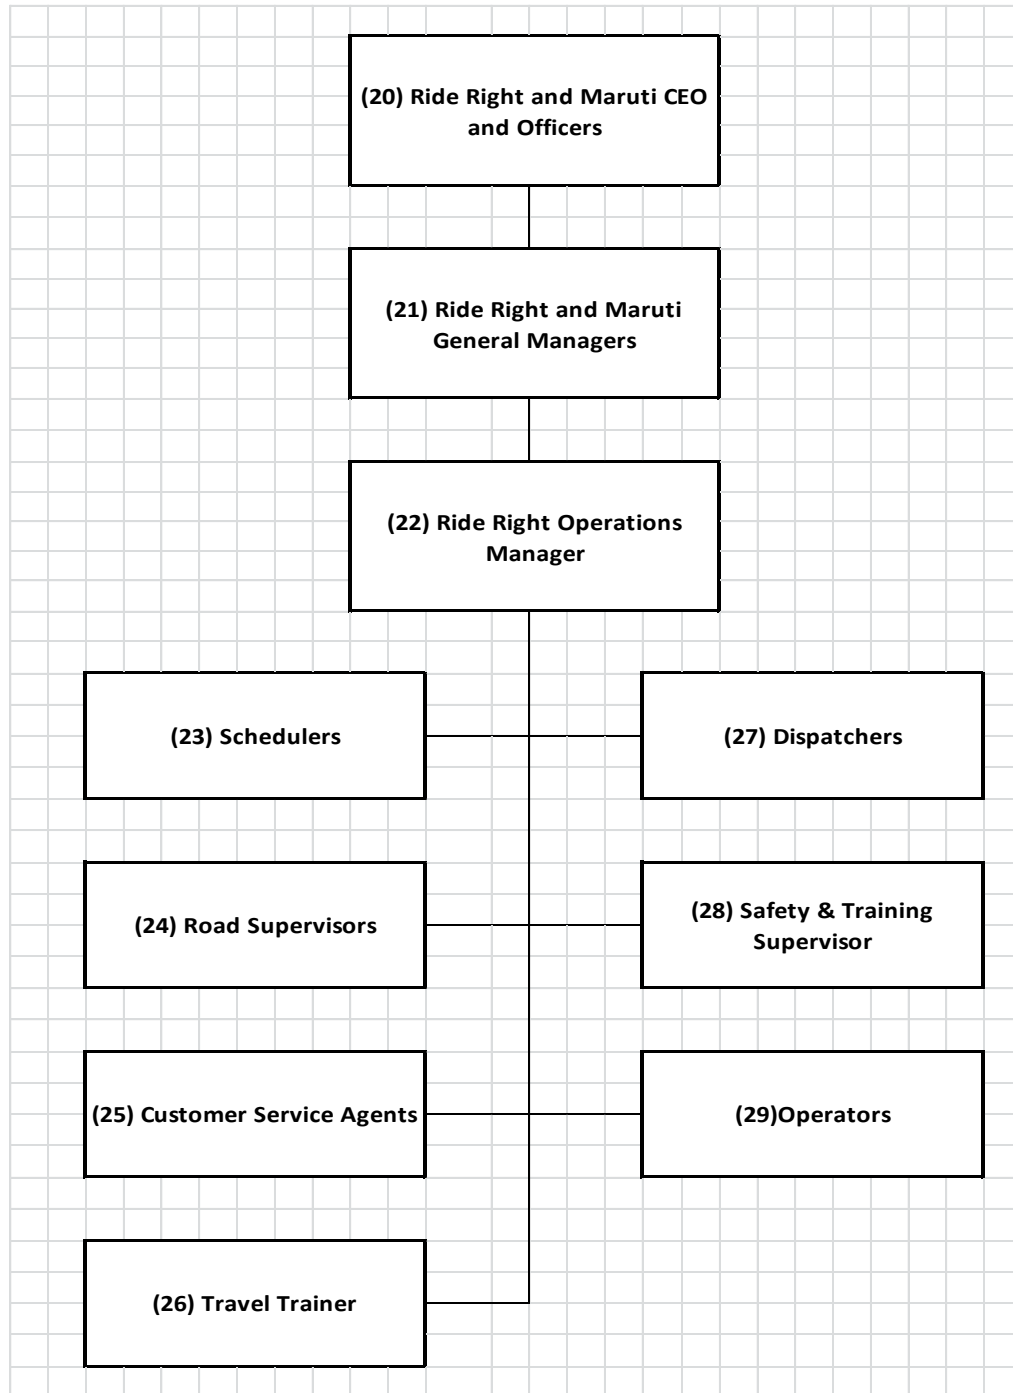 (20) Ride Right and Maruti CEO
and Officers
(21) Ride Right and Maruti
General Managers
(22) Ride Right Operations
Manager
(23) Schedulers
(27) Dispatchers
(24) Road Supervisors
(28) Safety & Training
Supervisor
(25) Customer Service Agents
(29)Operators
(26) Travel Trainer